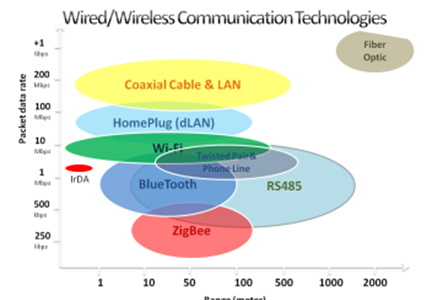 Wired/Wireless Communication Technologies
Packet data rate
+1
Gbps
200
Mbps
100
Mbps
10
Mbps
1
Mbps
500
kbps
250
kbps
Fiber
Optic
Coaxial Cable & LAN
HomePlug (dLAN)
Wi-Fi
Twisted Pair &
Phone Line
IrDA
BlueTooth
RS485
ZigBee
1 10 50 100 500 1000 2000
Range (meter)